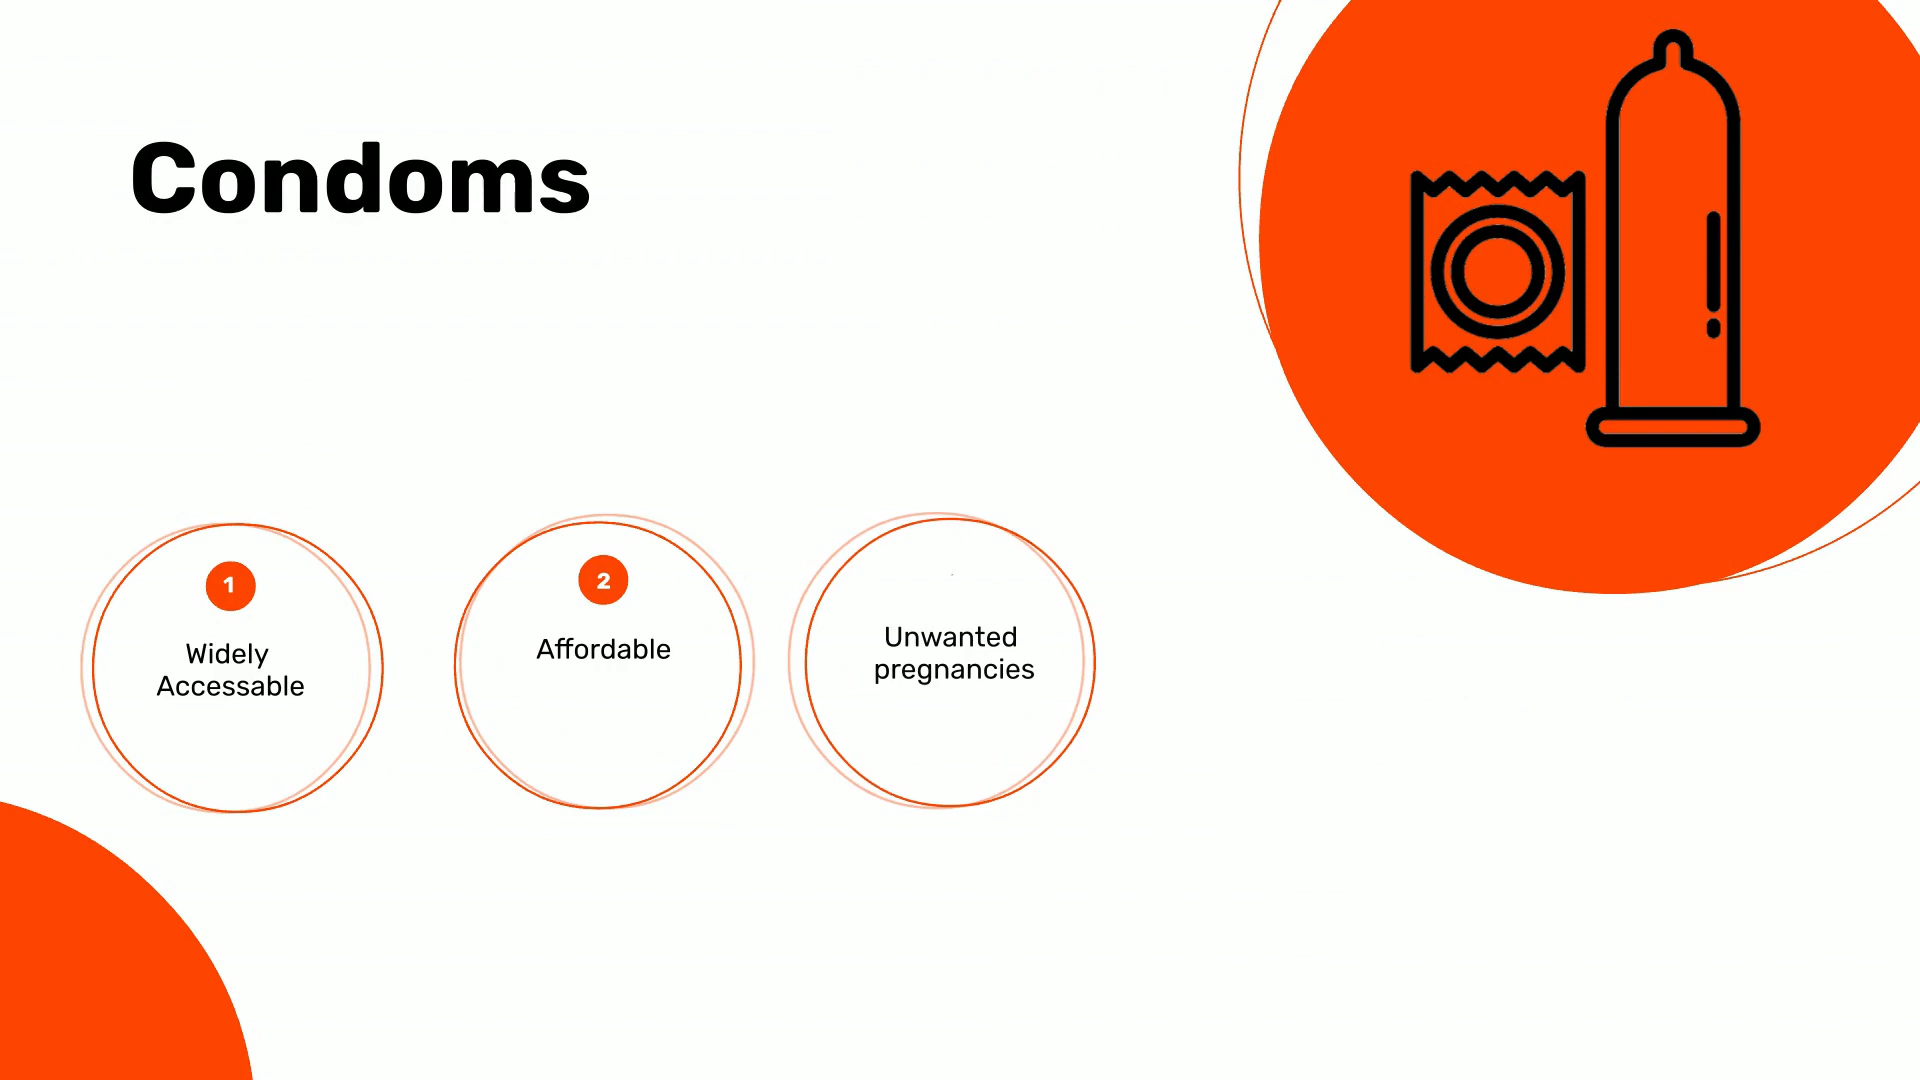 Condoms
1
Widely
Accessable
2
Affordable
Unwanted
pregnancies